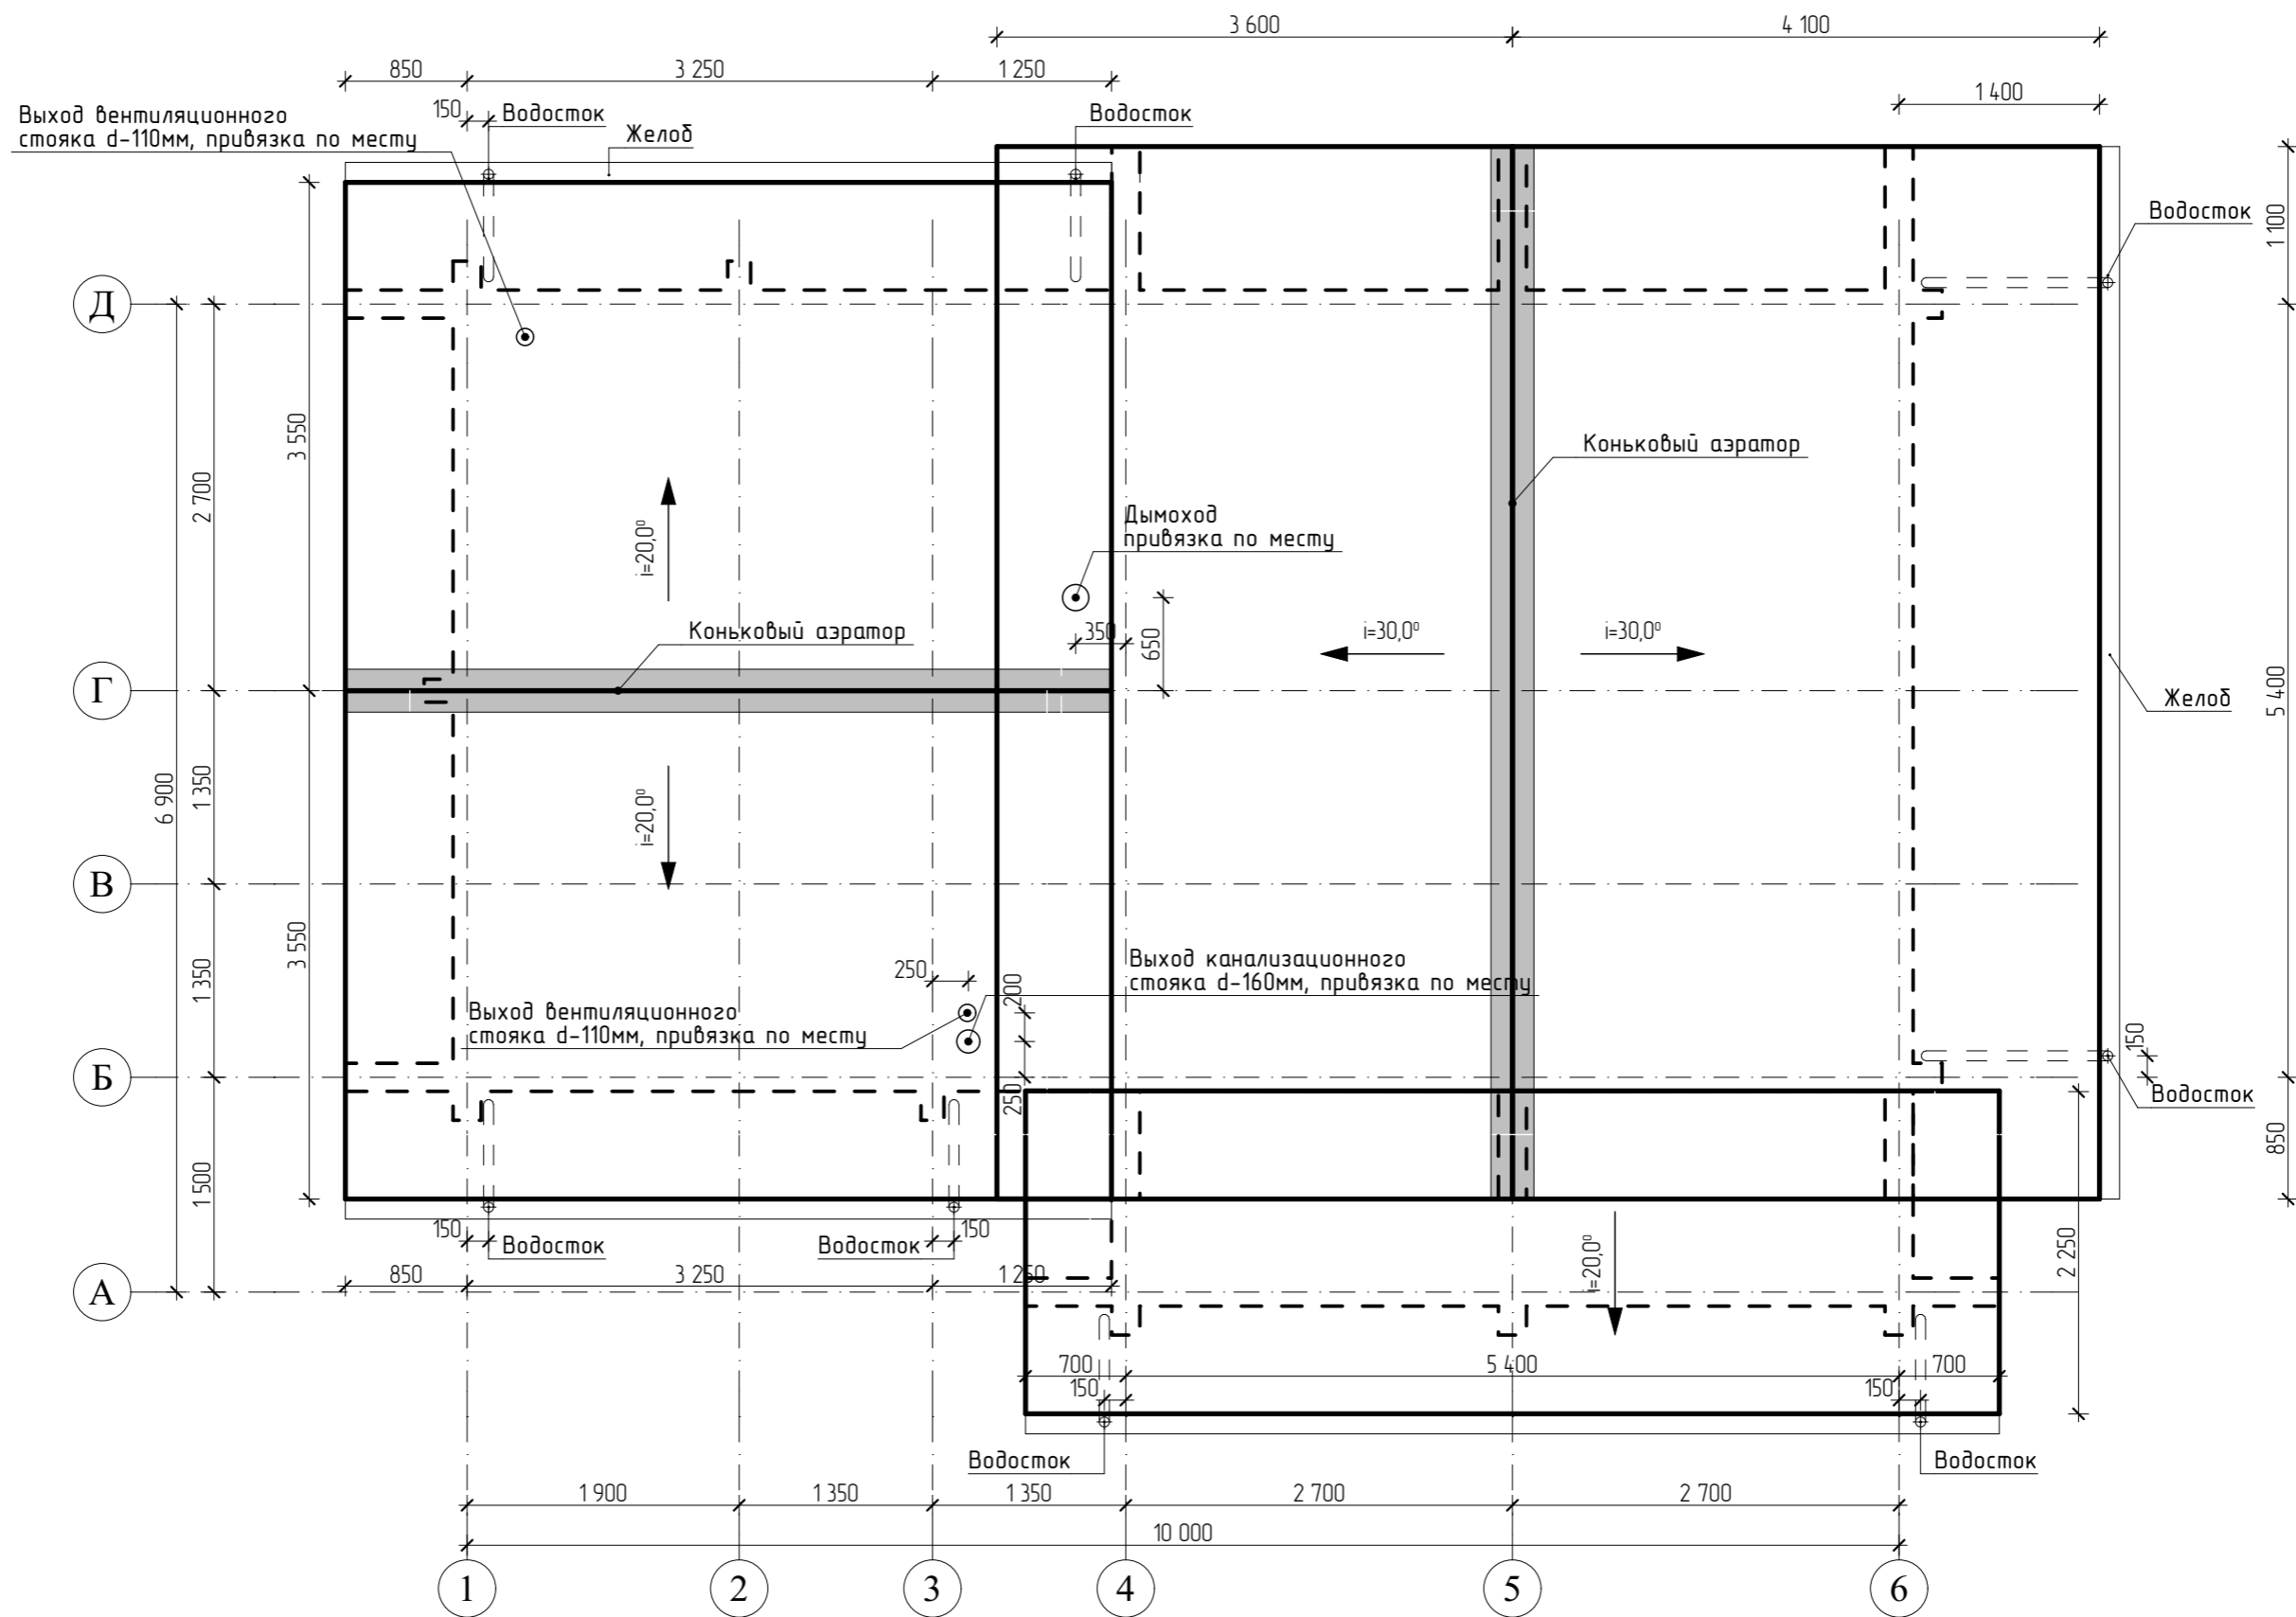 3 600
4 100
850
3 250
1 250
1 400
Выход вентиляционного
стояка d-110мм, привязка по месту
150
Водосток
Желоб
Водосток
Водосток
1 100
Д
3 550
2 700
Коньковый аэратор
Дымоход
привязка по месту
i=20,0⁰
350
650
i=30,0⁰
i=30,0⁰
Коньковый аэратор
Г
Желоб
5 400
6 900
1 350
i=20,0⁰
В
3 550
1 350
250
200
Выход канализационного
стояка d-160мм, привязка по месту
Выход вентиляционного
стояка d-110мм, привязка по месту
150
Б
250
Водосток
850
1 500
150
Водосток
Водосток
150
i=20,0⁰
2 250
А
850
3 250
1 250
700
5 400
700
150
150
Водосток
Водосток
1 900
1 350
1 350
2 700
2 700
10 000
1
2
3
4
5
6